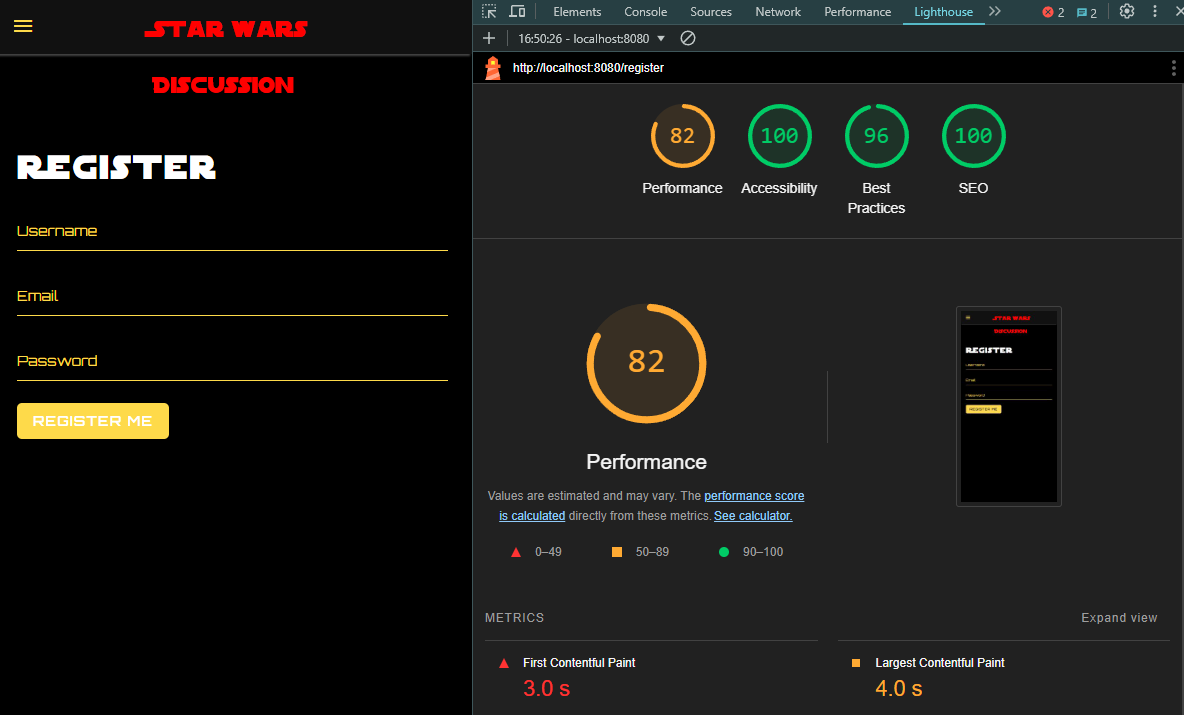 STAR WARS
DISCUSSION
REGISTER
Username
Email
Password
REGISTER ME
Elements Console Sources Network Performance Lighthouse 2 2
16:50:26 - localhost:8080
http://localhost:8080/register
82 100 96 100
Performance Accessibility Best Practices SEO
82
Performance
Values are estimated and may vary. The performance score
is calculated directly from these metrics. See calculator.
0–49 50–89 90–100
STAR WARS
DISCUSSION
REGISTER
Username
Email
Password
REGISTER ME
METRICS Expand view
First Contentful Paint Largest Contentful Paint
3.0 s 4.0 s